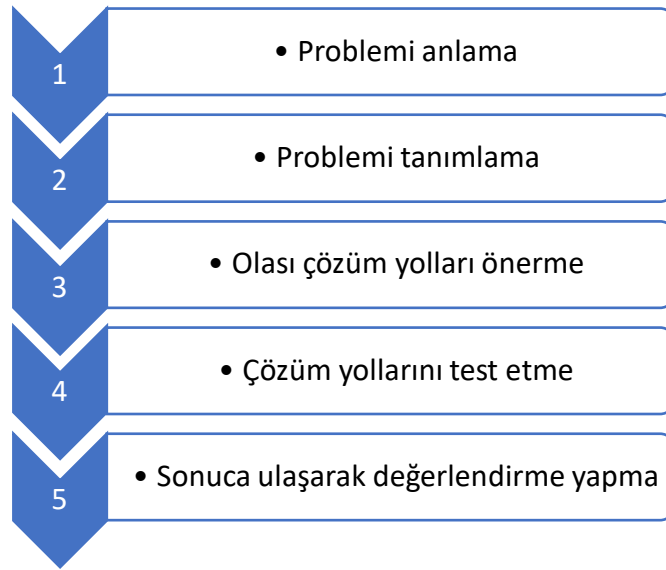 1
• Problemi anlama
2
• Problemi tanımlama
3
• Olası çözüm yolları önerme
4
• Çözüm yollarını test etme
5
• Sonuca ulaşarak değerlendirme yapma